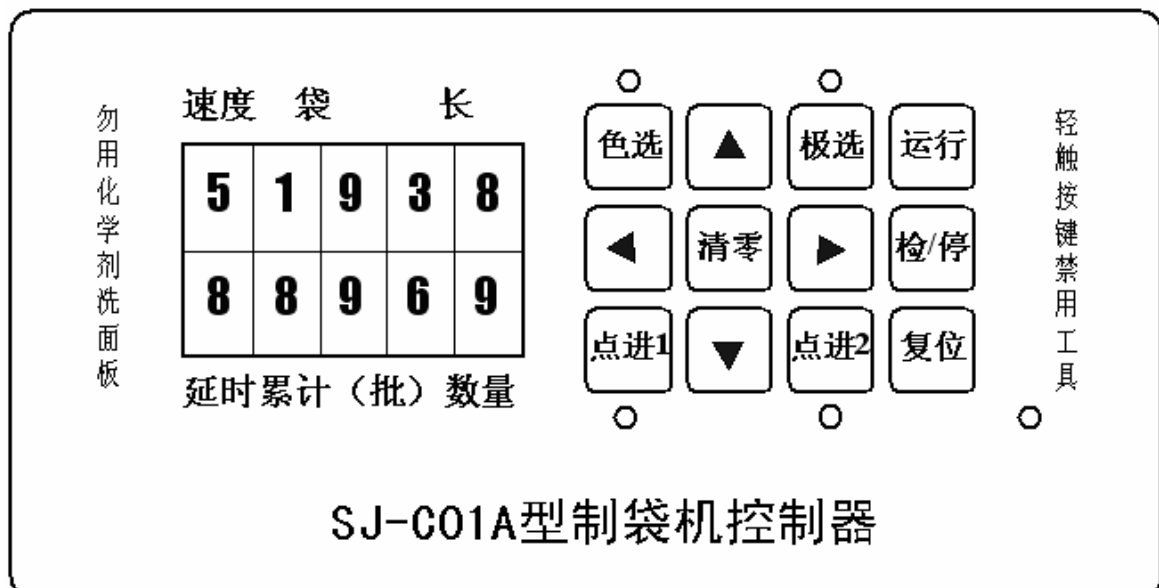 勿用化学剂洗面板
速度 袋 长
5 1 9 3 8
8 8 9 6 9
延时累计（批）数量
色选 ▲ 极选 运行
◀ 清零 ▶ 检/停
点进1 ▼ 点进2 复位
轻触按键禁用工具
SJ-C01A型制袋机控制器